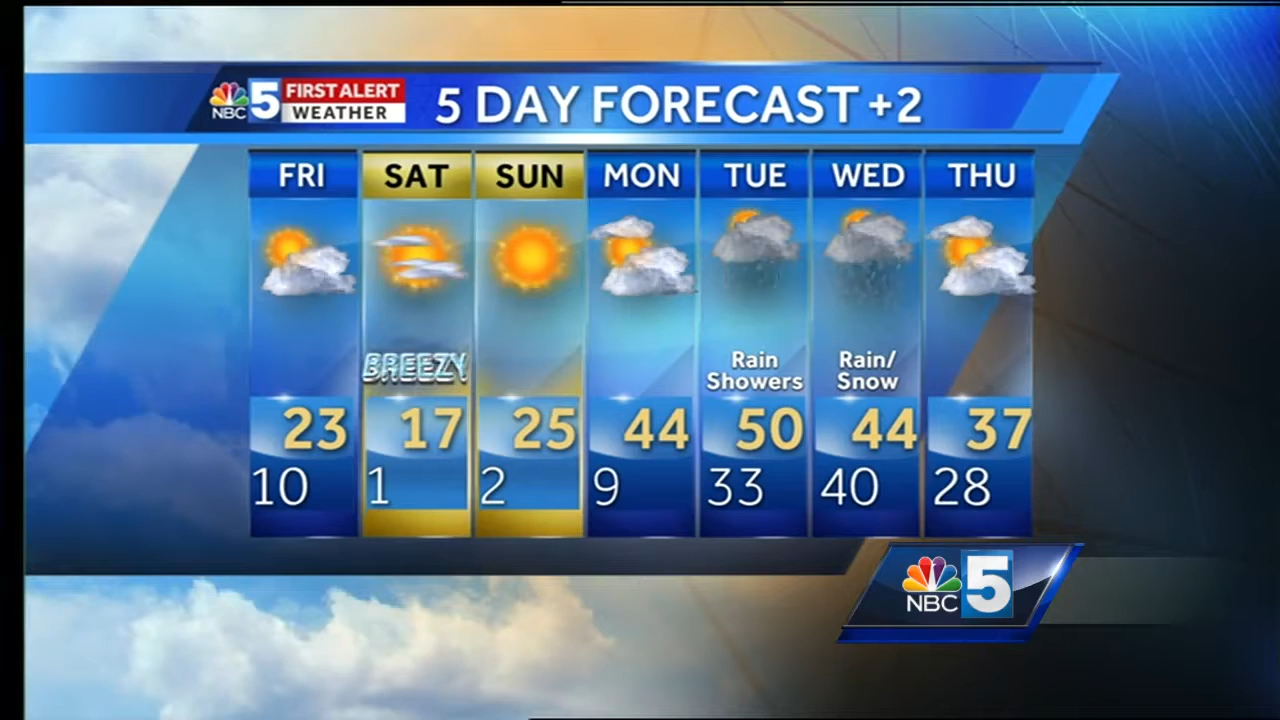 NBC 5 FIRST ALERT WEATHER
5 DAY FORECAST +2
FRI SAT SUN MON TUE WED THU
BREEZY
Rain Showers
Rain/ Snow
23 17 25 44 50 44 37
10 1 2 9 33 40 28
NBC 5